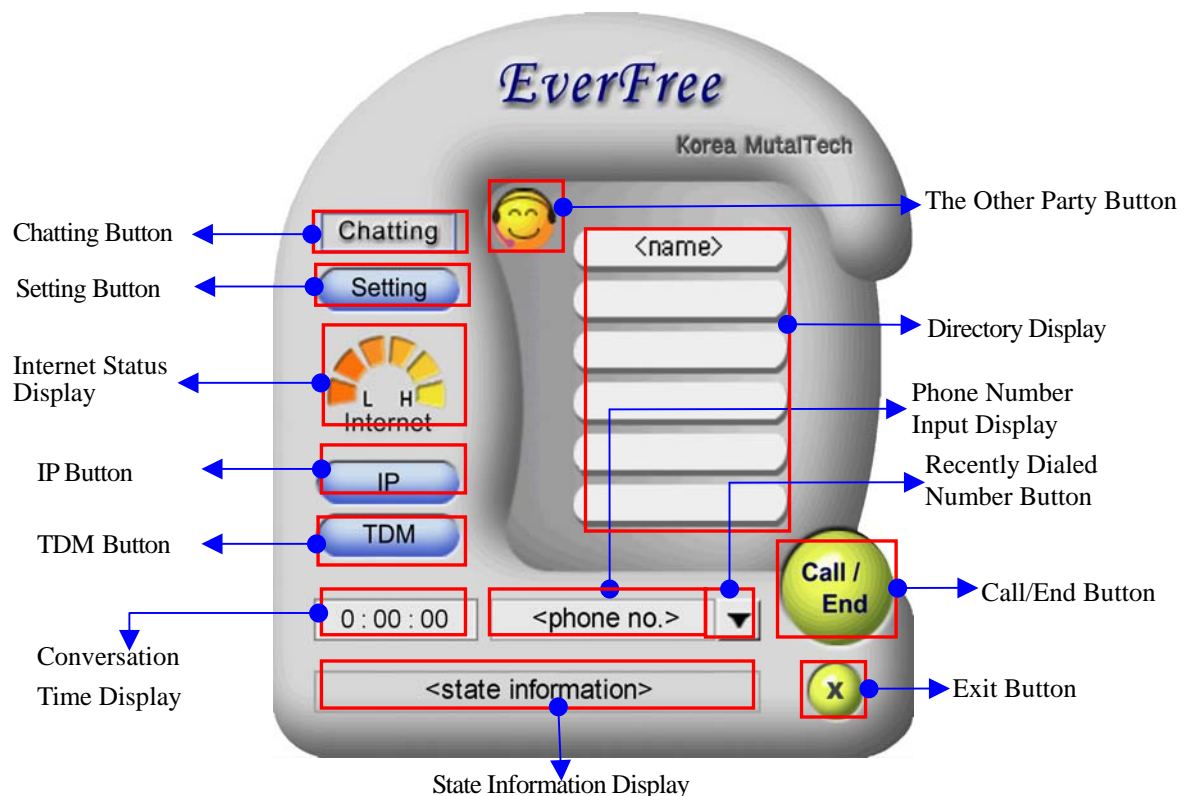 EverFree
Korea MutalTech
The Other Party Button
Chatting Button
Chatting
<name>
Setting Button
Setting
Directory Display
Internet Status
Display
L H
Internet
Phone Number
Input Display
IP Button
IP
Recently Dialed
Number Button
TDM Button
TDM
Call /
End
Call/End Button
0 : 00 : 00
<phone no.>
Conversation
Time Display
<state information>
x
Exit Button
State Information Display